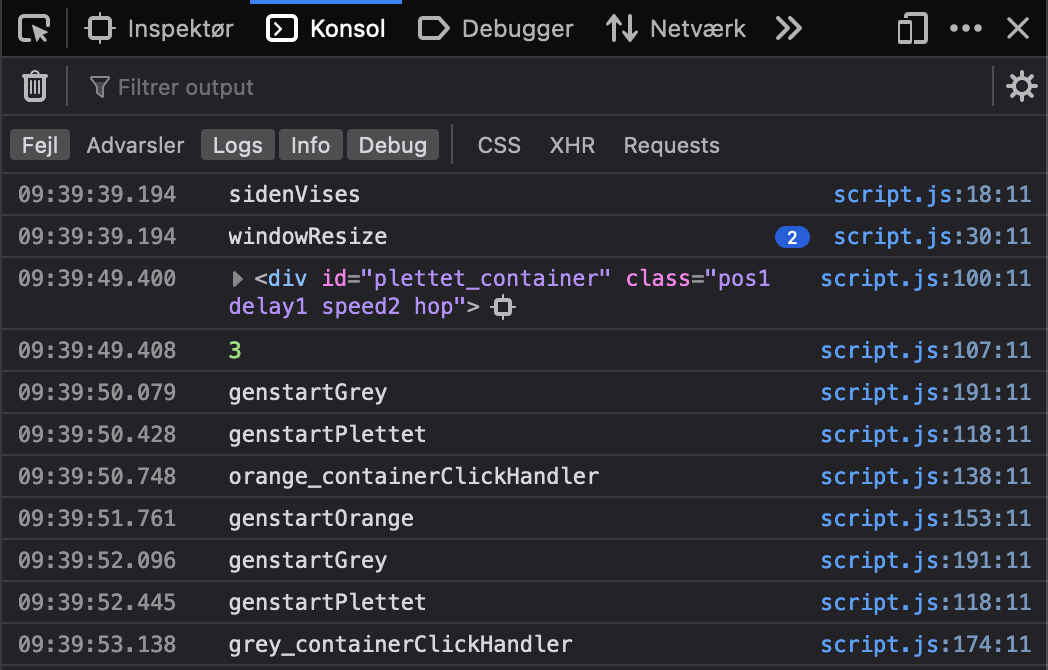 Inspektør Konsol Debugger Netværk
Filtrer output
Fejl Advarsler Logs Info Debug CSS XHR Requests
09:39:39.194 sidenVises script.js:18:11
09:39:39.194 windowResize 2 script.js:30:11
09:39:49.400 <div id="plettet_container" class="pos1 script.js:100:11
delay1 speed2 hop">
09:39:49.408 3 script.js:107:11
09:39:50.079 genstartGrey script.js:191:11
09:39:50.428 genstartPlettet script.js:118:11
09:39:50.748 orange_containerClickHandler script.js:138:11
09:39:51.761 genstartOrange script.js:153:11
09:39:52.096 genstartGrey script.js:191:11
09:39:52.445 genstartPlettet script.js:118:11
09:39:53.138 grey_containerClickHandler script.js:174:11